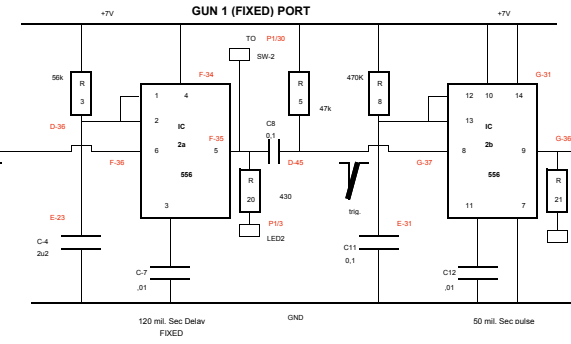 GUN 1 (FIXED) PORT
+7V
+7V
TO P1/30
SW-2
56k
R
3
F-34
1 4
2
IC
2a
6
5
556
3
D-36
F-36
F-35
R
5
47k
C8
0,1
D-45
R
20
430
P1/3
LED2
E-23
C-4
2u2
C-7
,01
470K
R
8
G-31
12 10 14
13
IC
2b
8
9
556
11 7
G-37
G-36
trig.
E-31
C11
0,1
C12
,01
R
21
GND
120 mil. Sec Delay
FIXED
50 mil. Sec pulse